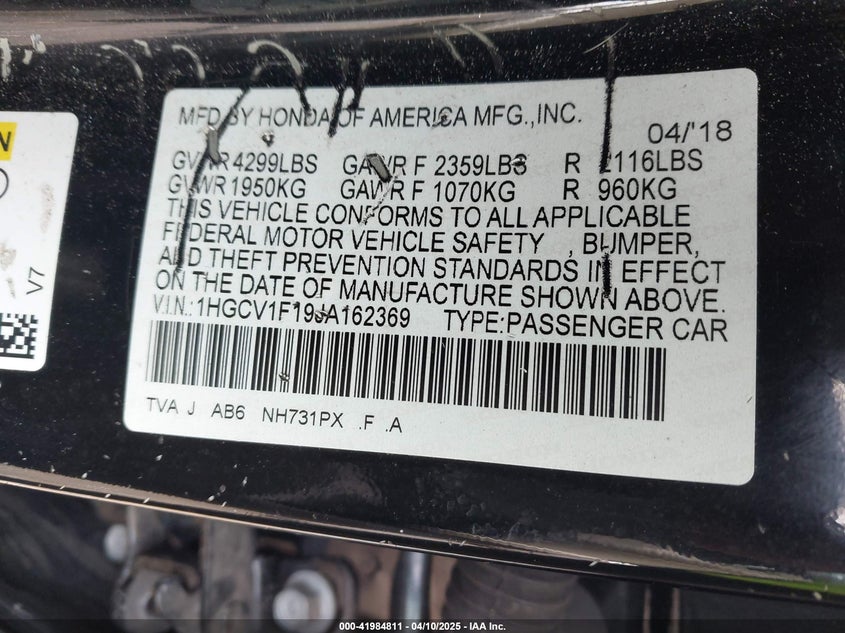 MFD BY HONDA OF AMERICA MFG.,INC.
04/'18
GVWR 4299LBS GAWR F 2359LBS R 2116LBS
GVWR 1950KG GAWR F 1070KG R 960KG
THIS VEHICLE CONFORMS TO ALL APPLICABLE
FEDERAL MOTOR VEHICLE SAFETY , BUMPER,
AND THEFT PREVENTION STANDARDS IN EFFECT
ON THE DATE OF MANUFACTURE SHOWN ABOVE.
V.I.N.:1HGCV1F19JA162369 TYPE:PASSENGER CAR
TVA J AB6 NH731PX .F .A
N
V7
000-41984811 - 04/10/2025 - IAA Inc.